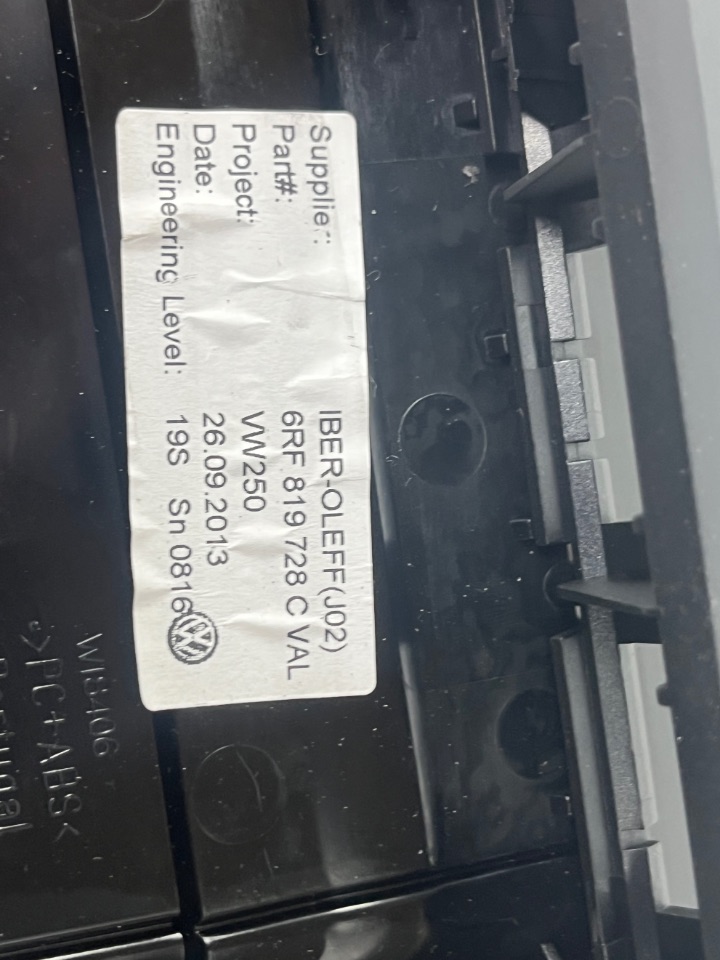 Supplier: IBER-OLEFF(J02)
Part#: 6RF 819 728 C VAL
Project: VW250
Date: 26.09.2013
Engineering Level: 19S Sn 0816
>PC+ABS<